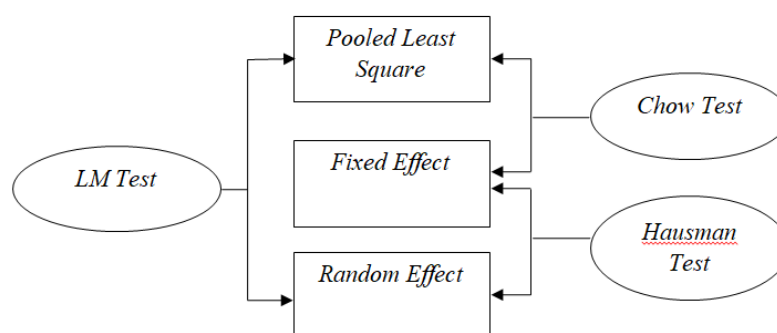 Pooled Least
Square
Chow Test
Fixed Effect
LM Test
Hausman
Test
Random Effect